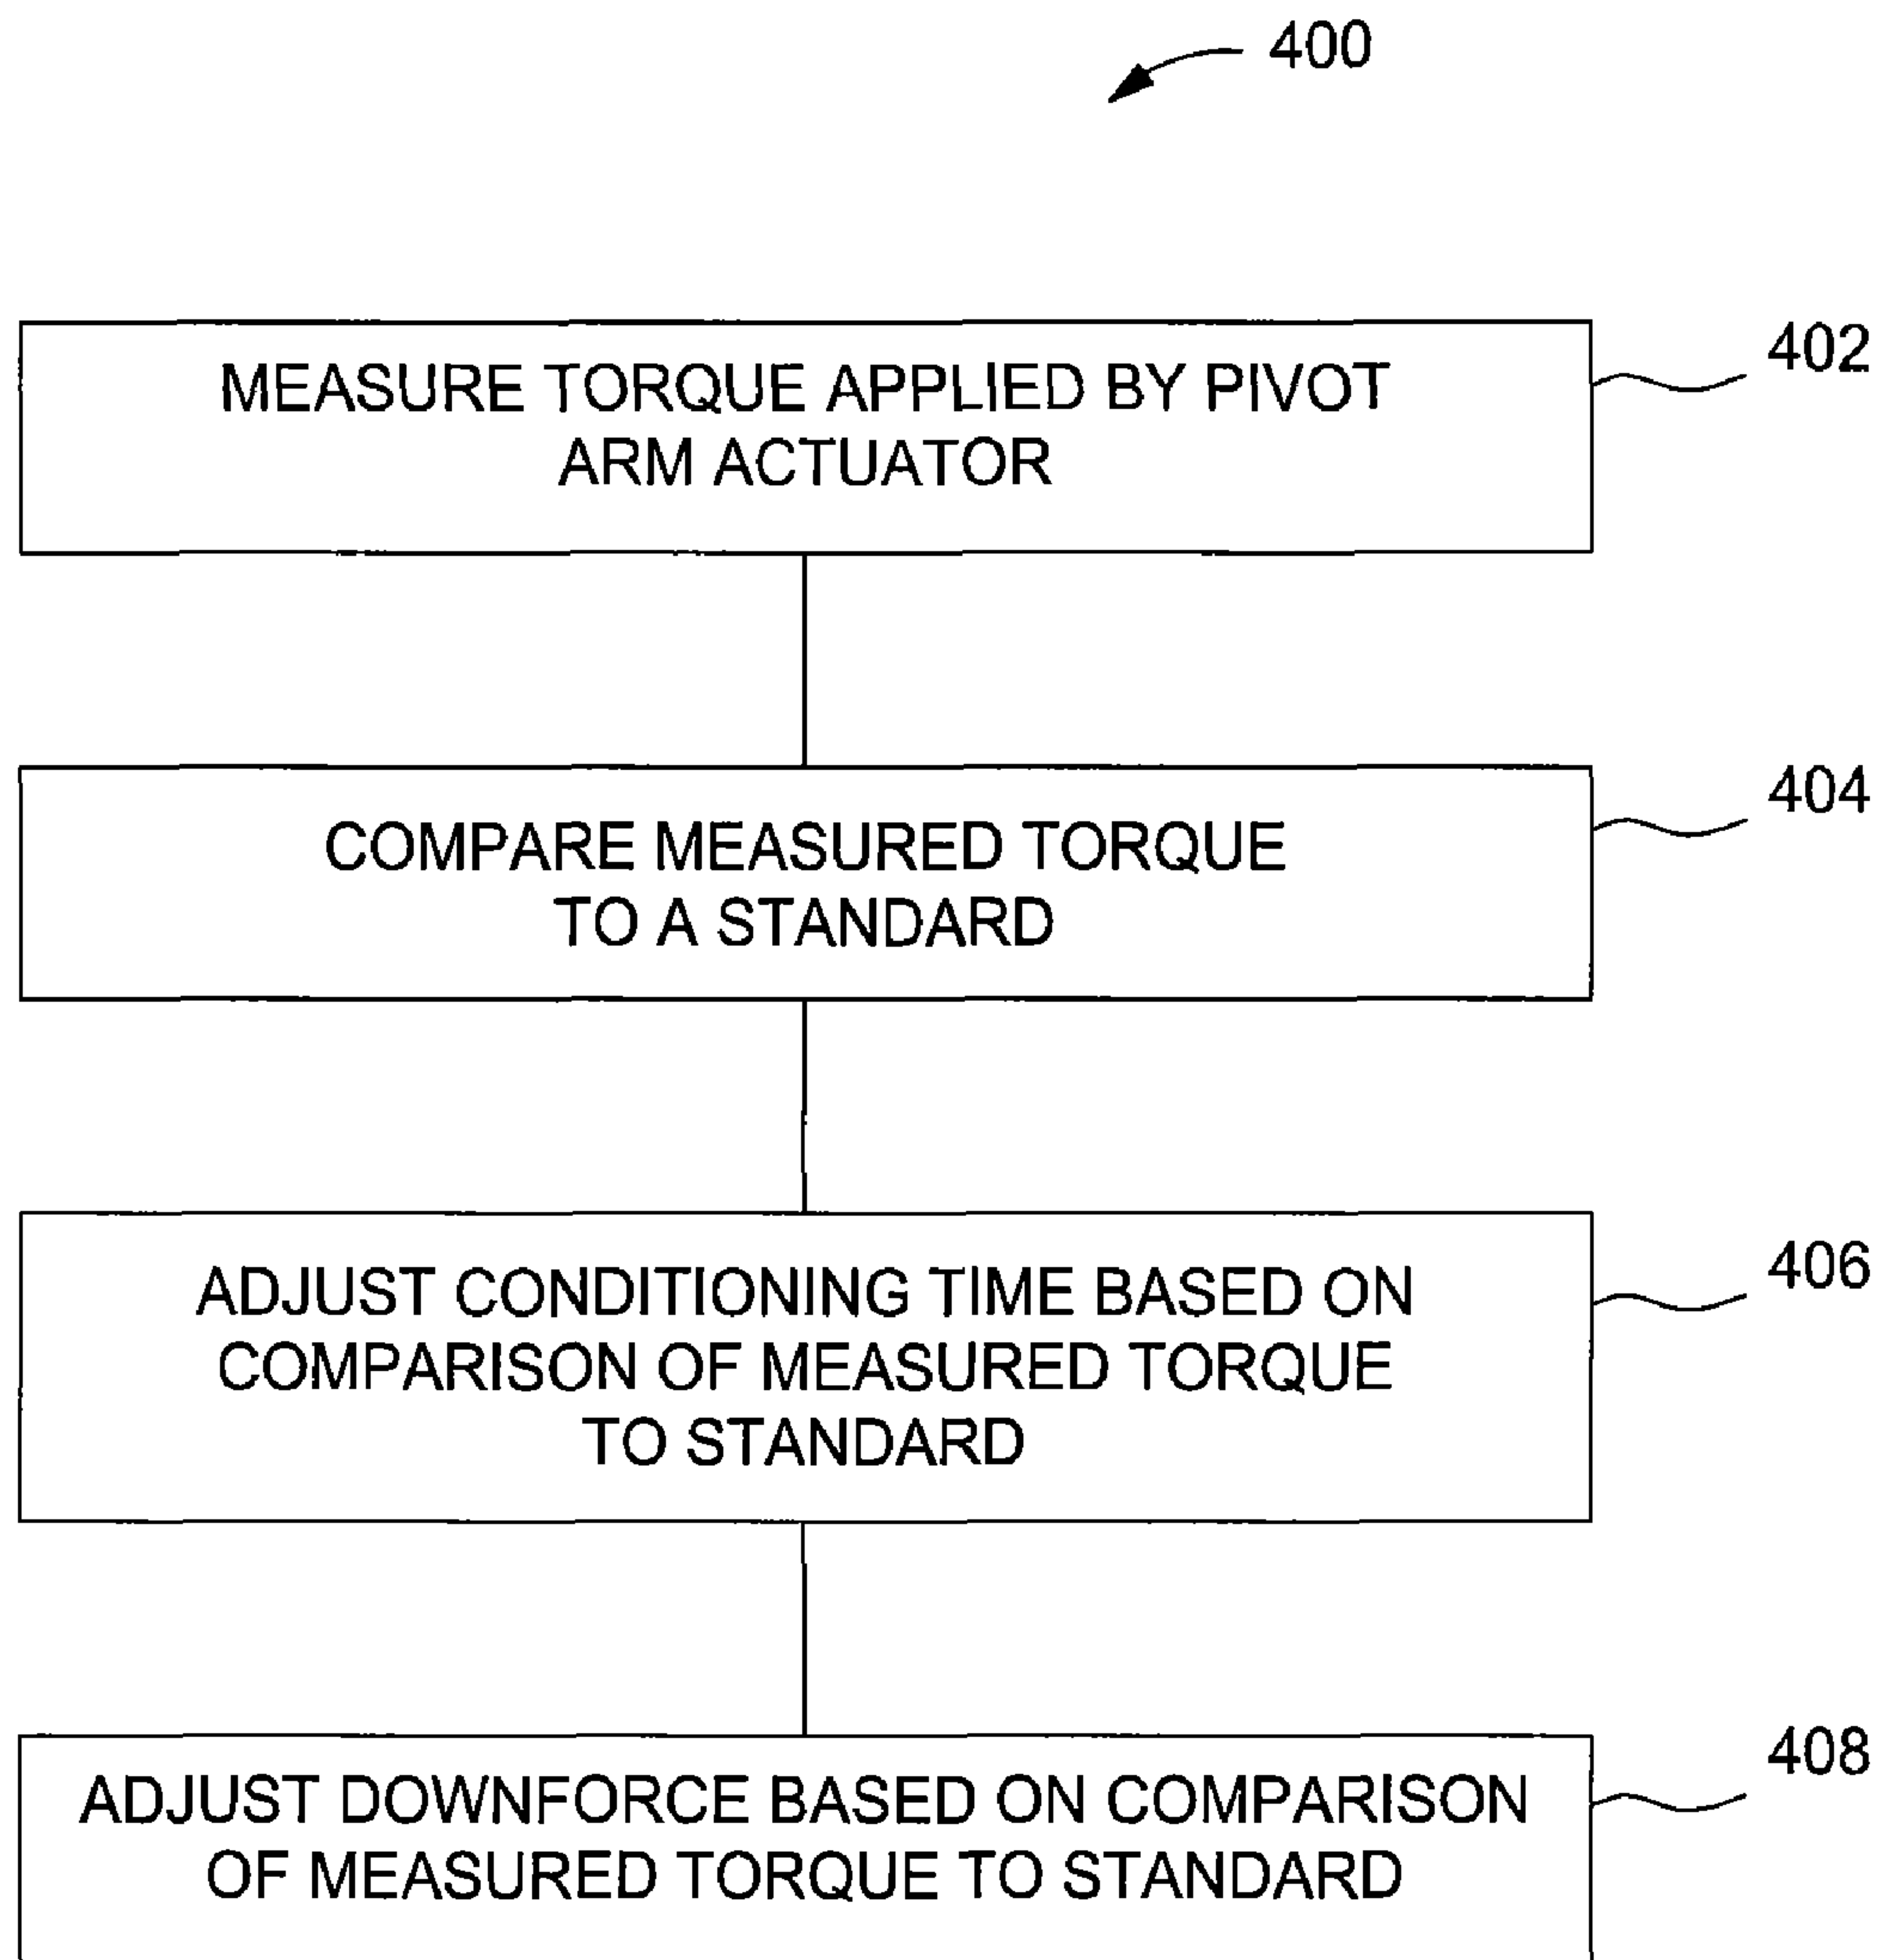 400
MEASURE TORQUE APPLIED BY PIVOT
ARM ACTUATOR
402
COMPARE MEASURED TORQUE
TO A STANDARD
404
ADJUST CONDITIONING TIME BASED ON
COMPARISON OF MEASURED TORQUE
TO STANDARD
406
ADJUST DOWNFORCE BASED ON COMPARISON
OF MEASURED TORQUE TO STANDARD
408